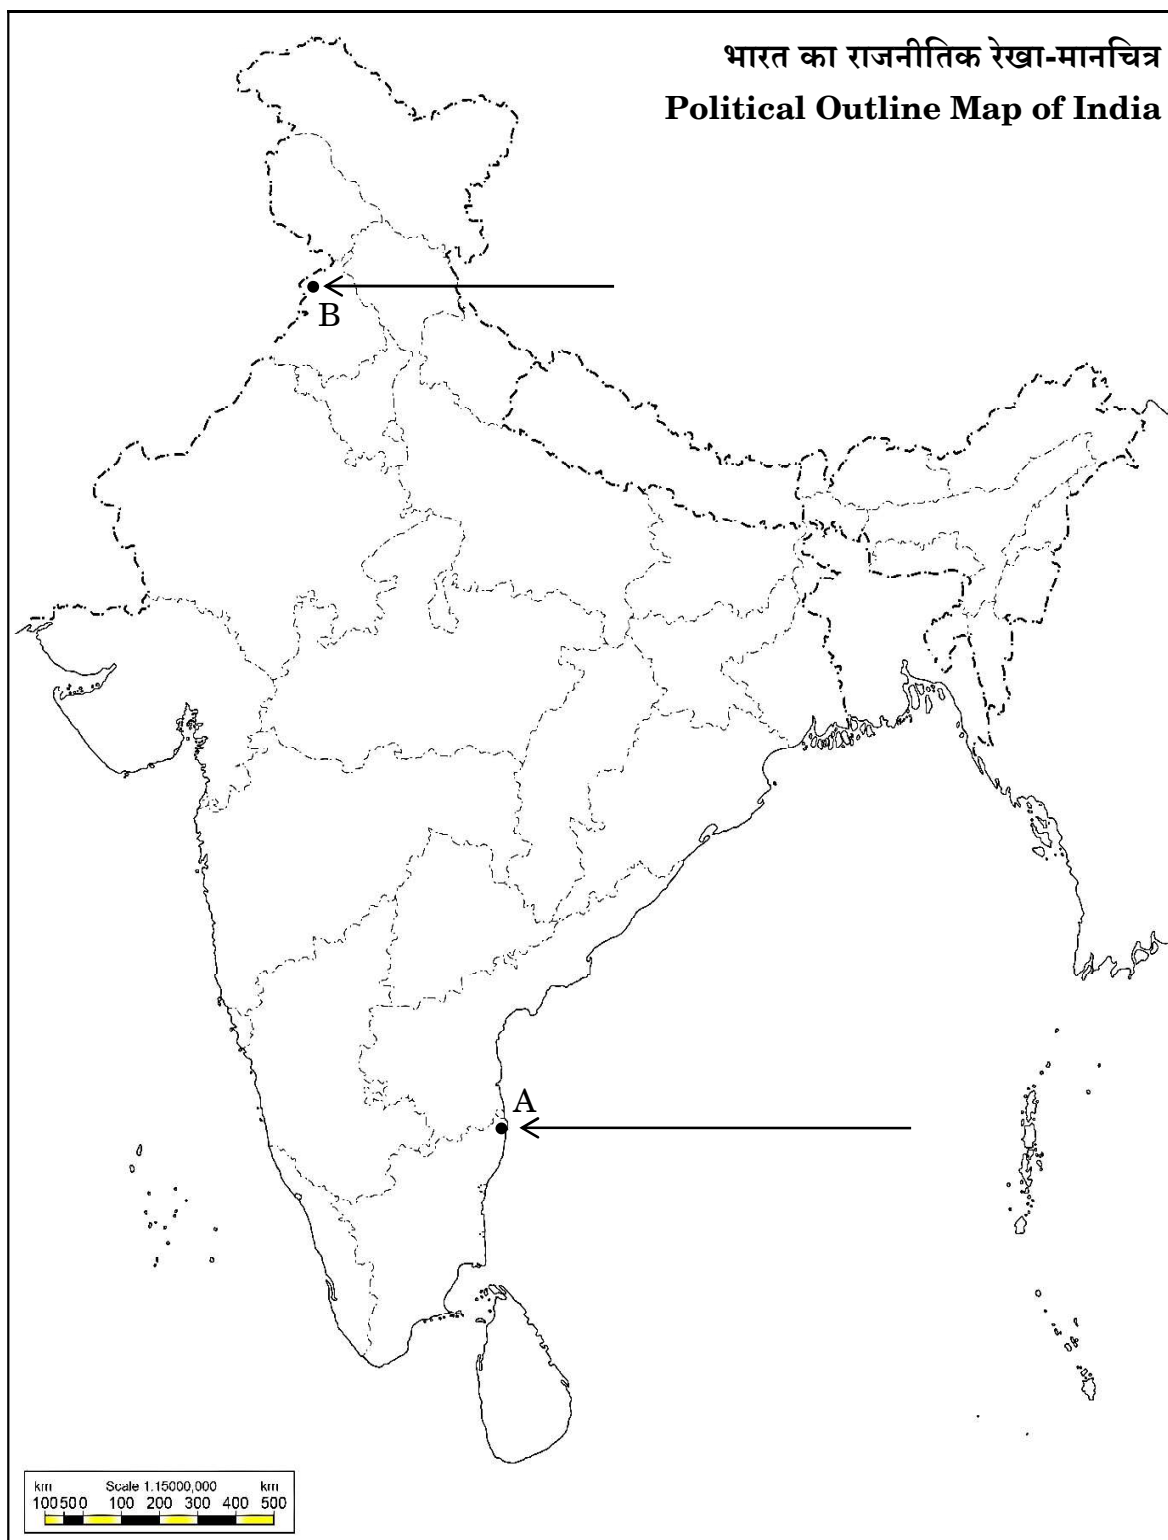 भारत का राजनीतिक रेखा-मानचित्र
Political Outline Map of India
B
A
km Scale 1:15000,000 km
100 50 0 100 200 300 400 500